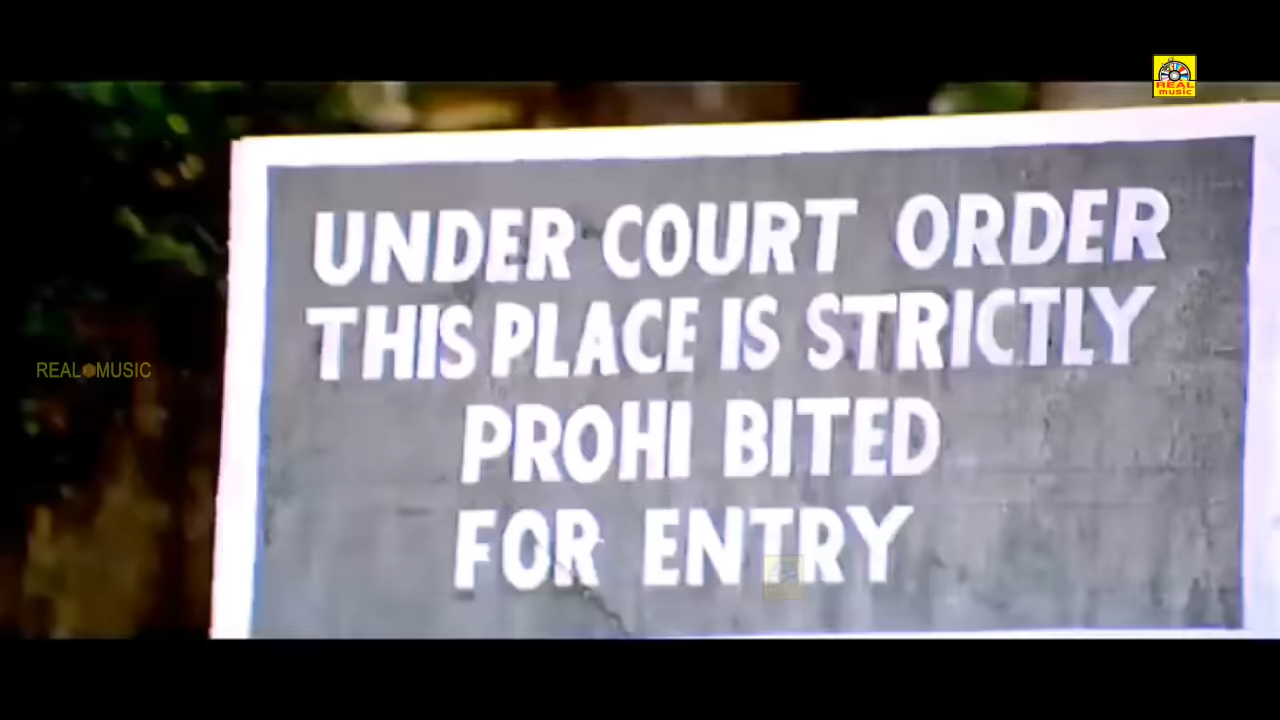 REAL
music
UNDER COURT ORDER
THIS PLACE IS STRICTLY
REAL MUSIC
PROHI BITED
FOR ENTRY